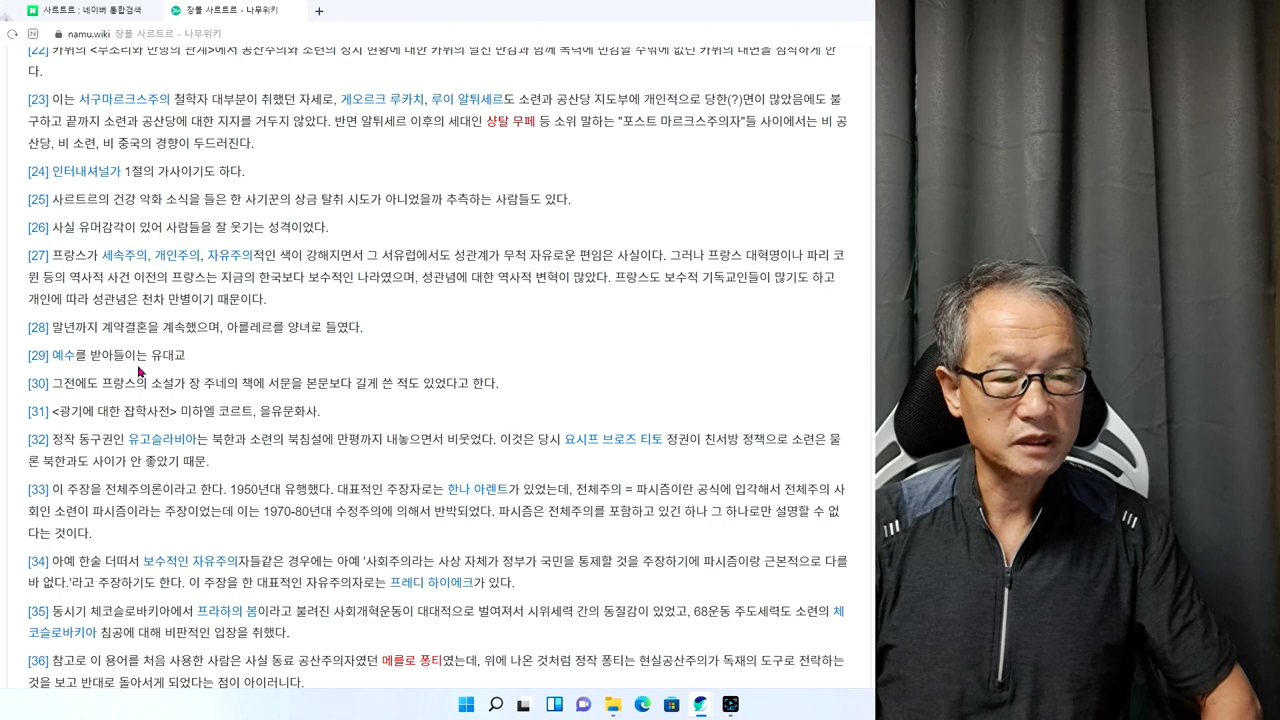 사르트르 : 네이버 통합검색
장폴 사르트르 - 나무위키
namu.wiki 장폴 사르트르 - 나무위키
다.
[23] 이는 서구마르크스주의 철학자 대부분이 취했던 자세로, 게오르크 루카치, 루이 알튀세르도 소련과 공산당 지도부에 개인적으로 당한(?)면이 많았음에도 불
구하고 끝까지 소련과 공산당에 대한 지지를 거두지 않았다. 반면 알튀세르 이후의 세대인 샹탈 무페 등 소위 말하는 "포스트 마르크스주의자"들 사이에서는 비 공
산당, 비 소련, 비 중국의 경향이 두드러진다.
[24] 인터내셔널가 1절의 가사이기도 하다.
[25] 사르트르의 건강 악화 소식을 들은 한 사기꾼의 상금 탈취 시도가 아니었을까 추측하는 사람들도 있다.
[26] 사실 유머감각이 있어 사람들을 잘 웃기는 성격이었다.
[27] 프랑스가 세속주의, 개인주의, 자유주의적인 색이 강해지면서 그 서유럽에서도 성관계가 무척 자유로운 편임은 사실이다. 그러나 프랑스 대혁명이나 파리 코
뮌 등의 역사적 사건 이전의 프랑스는 지금의 한국보다 보수적인 나라였으며, 성관념에 대한 역사적 변혁이 많았다. 프랑스도 보수적 기독교인들이 많기도 하고
개인에 따라 성관념은 천차 만별이기 때문이다.
[28] 말년까지 계약결혼을 계속했으며, 아를레르를 양녀로 들였다.
[29] 예수를 받아들이는 유대교
[30] 그전에도 프랑스의 소설가 장 주네의 책에 서문을 본문보다 길게 쓴 적도 있었다고 한다.
[31] <광기에 대한 잡학사전> 미하엘 코르트, 을유문화사.
[32] 정작 동구권인 유고슬라비아는 북한과 소련의 북침설에 만평까지 내놓으면서 비웃었다. 이것은 당시 요시프 브로즈 티토 정권이 친서방 정책으로 소련은 물
론 북한과도 사이가 안 좋았기 때문.
[33] 이 주장을 전체주의론이라고 한다. 1950년대 유행했다. 대표적인 주장자로는 한나 아렌트가 있었는데, 전체주의 = 파시즘이란 공식에 입각해서 전체주의 사
회인 소련이 파시즘이라는 주장이었는데 이는 1970-80년대 수정주의에 의해서 반박되었다. 파시즘은 전체주의를 포함하고 있긴 하나 그 하나로만 설명할 수 없
다는 것이다.
[34] 아예 한술 더떠서 보수적인 자유주의자들같은 경우에는 아예 '사회주의라는 사상 자체가 정부가 국민을 통제할 것을 주장하기에 파시즘이랑 근본적으로 다를
바 없다.'라고 주장하기도 한다. 이 주장을 한 대표적인 자유주의자로는 프레디 하이에크가 있다.
[35] 동시기 체코슬로바키아에서 프라하의 봄이라고 불려진 사회개혁운동이 대대적으로 벌여져서 시위세력 간의 동질감이 있었고, 68운동 주도세력도 소련의 체
코슬로바키아 침공에 대해 비판적인 입장을 취했다.
[36] 참고로 이 용어를 처음 사용한 사람은 사실 동료 공산주의자였던 메를로 퐁티였는데, 위에 나온 것처럼 정작 퐁티는 현실공산주의가 독재의 도구로 전락하는
것을 보고 반대로 돌아서게 되었다는 점이 아이러니다.